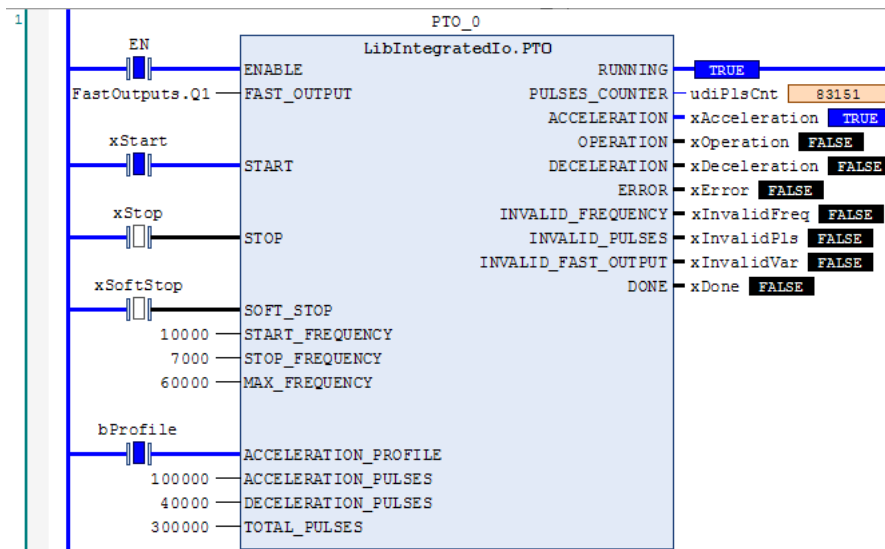 1
PTO_0
EN LibIntegratedIo.PTO
ENABLE RUNNING TRUE
FastOutputs.Q1 FAST_OUTPUT PULSES_COUNTER udiPlsCnt 83151
ACCELERATION xAcceleration TRUE
xStart OPERATION xOperation FALSE
START DECELERATION xDeceleration FALSE
ERROR xError FALSE
xStop INVALID_FREQUENCY xInvalidFreq FALSE
STOP INVALID_PULSES xInvalidPls FALSE
INVALID_FAST_OUTPUT xInvalidVar FALSE
xSoftStop DONE xDone FALSE
SOFT_STOP
10000 START_FREQUENCY
7000 STOP_FREQUENCY
60000 MAX_FREQUENCY
bProfile
ACCELERATION_PROFILE
100000 ACCELERATION_PULSES
40000 DECELERATION_PULSES
300000 TOTAL_PULSES